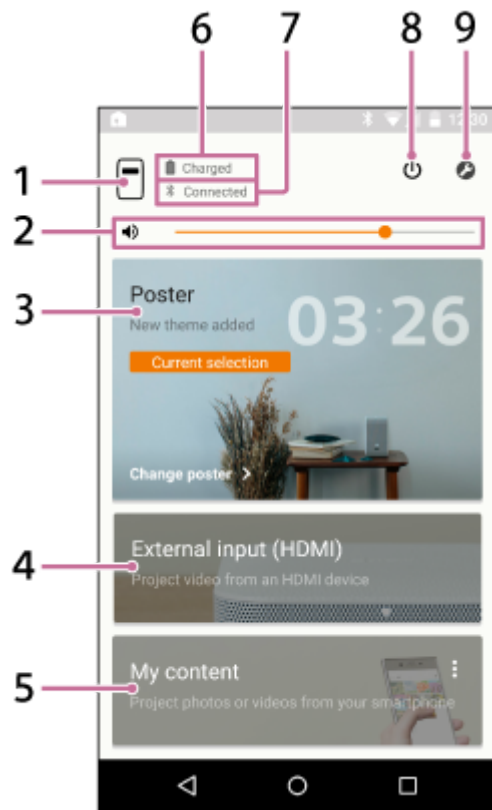 6 7 8 9
12:30
1
Charged
Connected
2
3
Poster
New theme added
03:26
Current selection
Change poster
4
External input (HDMI)
Project video from an HDMI device
5
My content
Project photos or videos from your smartphone